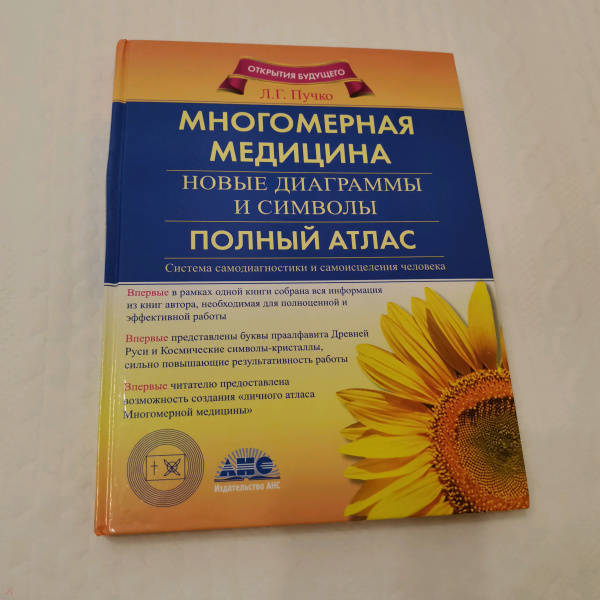 ОТКРЫТИЯ БУДУЩЕГО
Л.Г. Пучко
МНОГОМЕРНАЯ
МЕДИЦИНА
НОВЫЕ ДИАГРАММЫ
И СИМВОЛЫ
ПОЛНЫЙ АТЛАС
Система самодиагностики и самоисцеления человека
Впервые в рамках одной книги собрана вся информация
из книг автора, необходимая для полноценной и
эффективной работы
Впервые представлены буквы праалфавита Древней
Руси и Космические символы-кристаллы,
сильно повышающие результативность работы
Впервые читателю предоставлена
возможность создания «личного атласа
Многомерной медицины»
АНС
Издательство АНС